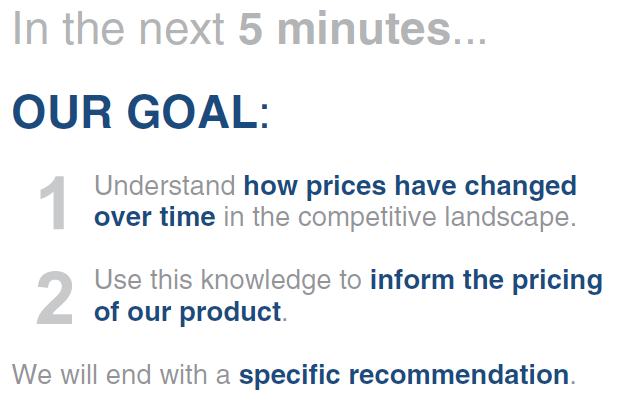 In the next 5 minutes...
OUR GOAL:
1 Understand how prices have changed
over time in the competitive landscape.
2 Use this knowledge to inform the pricing
of our product.
We will end with a specific recommendation.